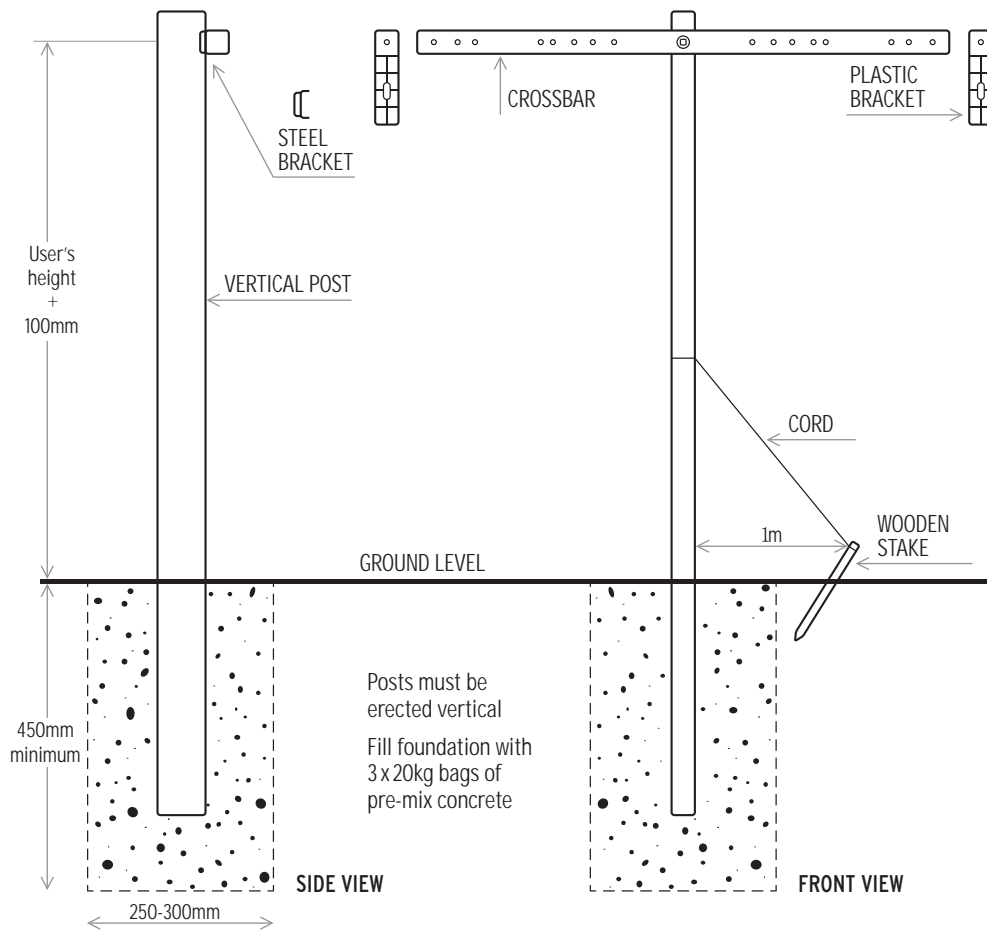 CROSSBAR
PLASTIC
BRACKET
STEEL
BRACKET
User's
height
+
100mm
VERTICAL POST
CORD
1m
WOODEN
STAKE
GROUND LEVEL
450mm
minimum
Posts must be
erected vertical
Fill foundation with
3 x 20kg bags of
pre-mix concrete
SIDE VIEW
FRONT VIEW
250-300mm